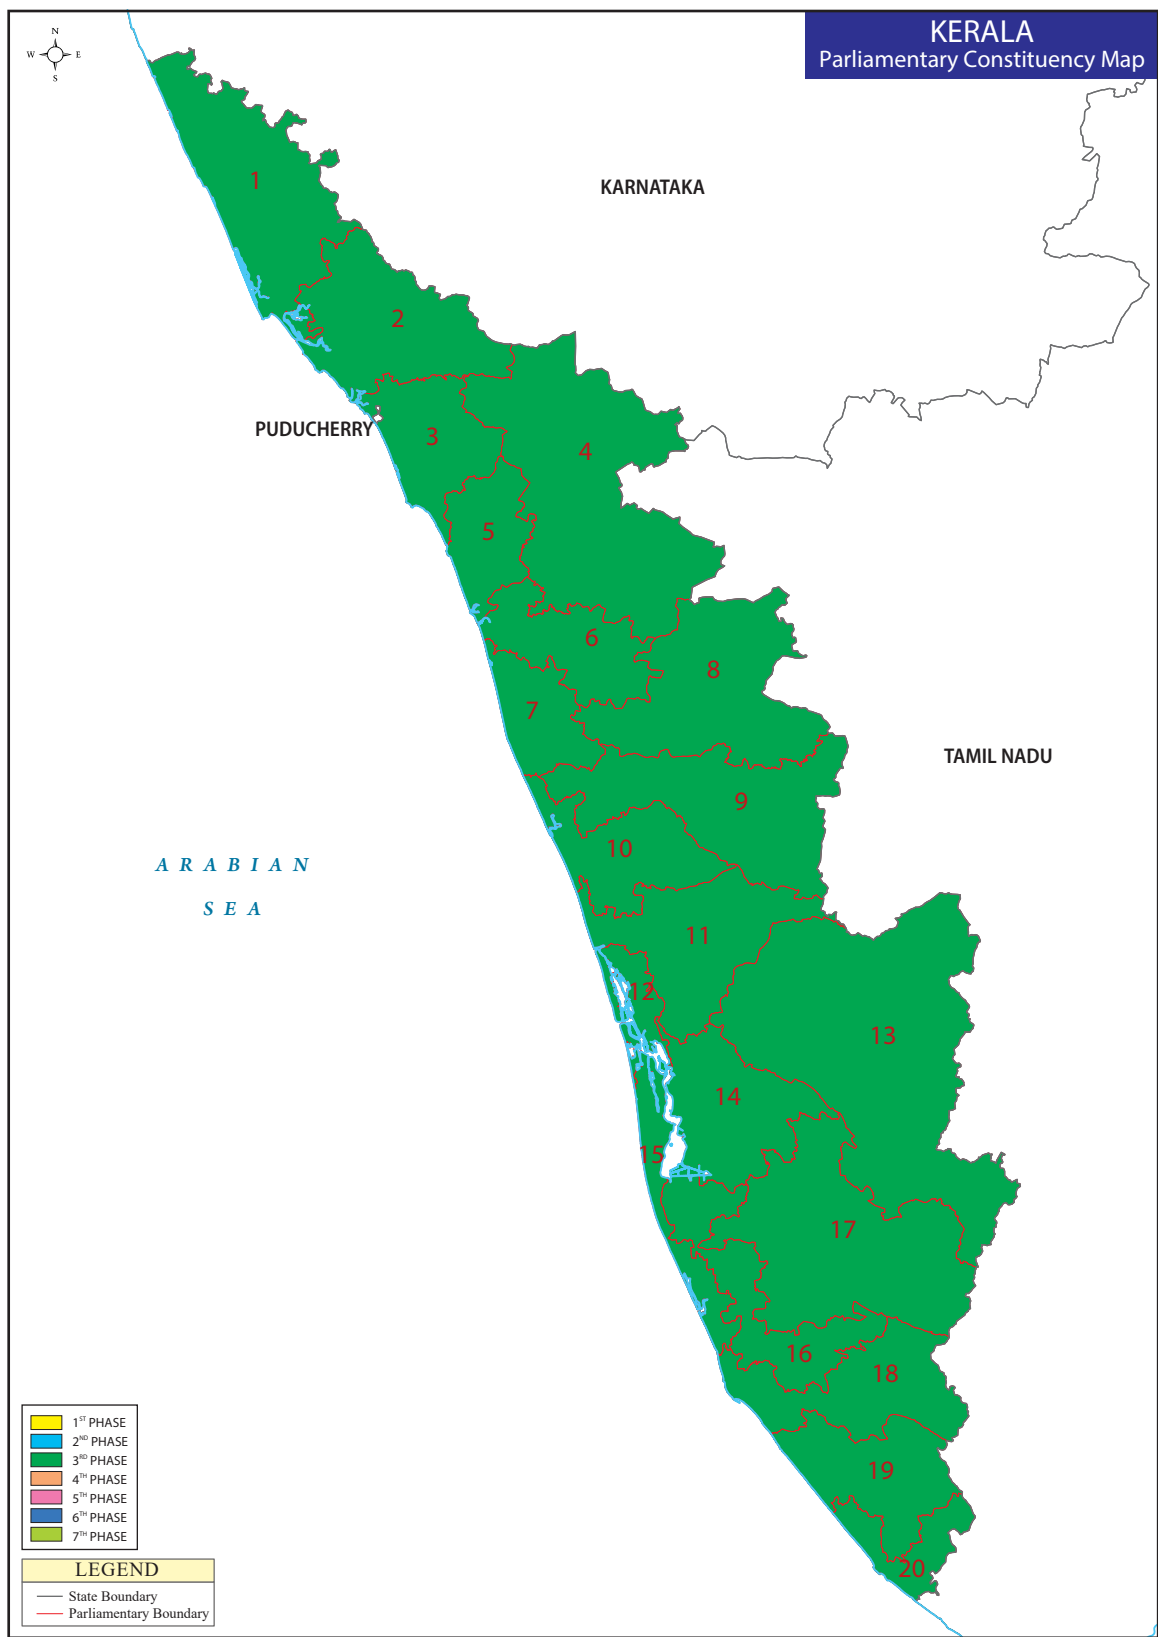 KERALA
Parliamentary Constituency Map
N
W E
S
KARNATAKA
1
2
PUDUCHERRY
3
4
5
6
8
7
TAMIL NADU
9
10
ARABIAN
SEA
11
12
13
14
15
17
16
18
19
20
1ST PHASE
2ND PHASE
3RD PHASE
4TH PHASE
5TH PHASE
6TH PHASE
7TH PHASE
LEGEND
State Boundary
Parliamentary Boundary